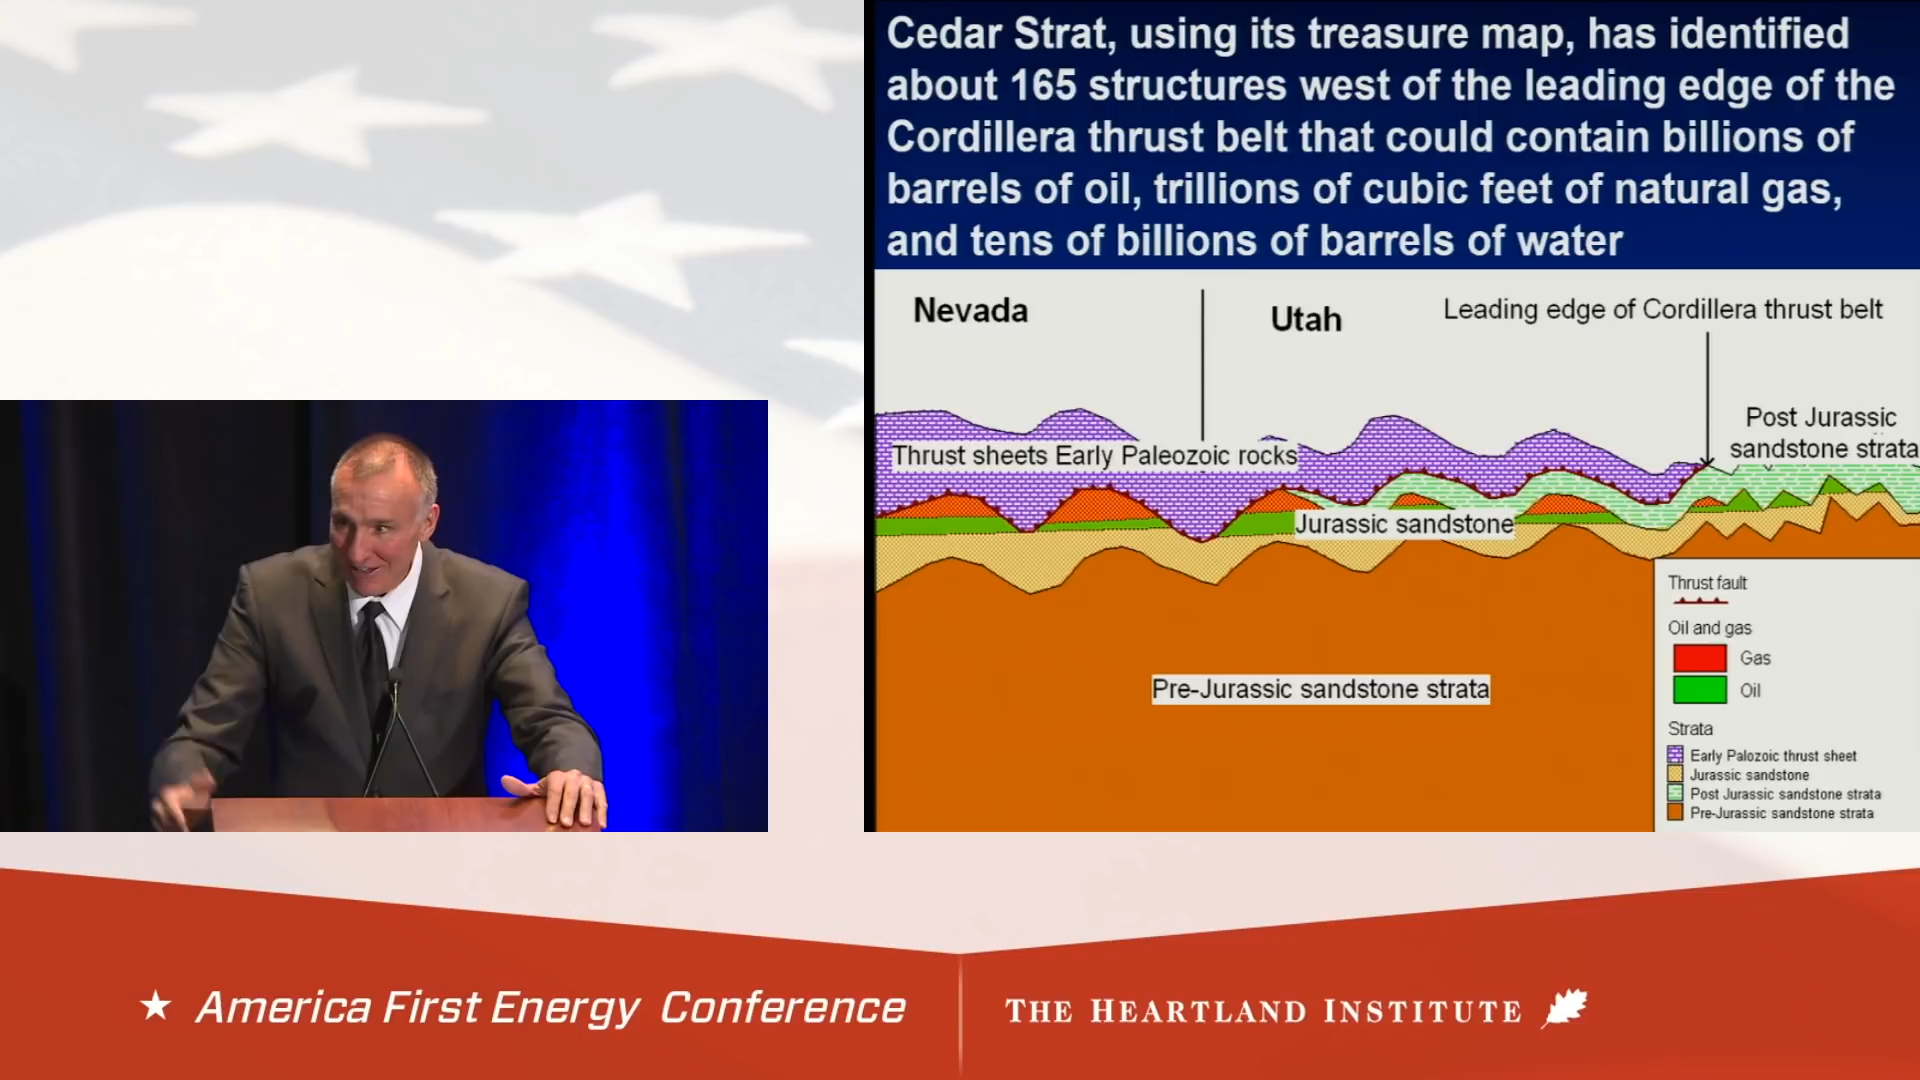 Cedar Strat, using its treasure map, has identified
about 165 structures west of the leading edge of the
Cordillera thrust belt that could contain billions of
barrels of oil, trillions of cubic feet of natural gas,
and tens of billions of barrels of water
Nevada
Utah
Leading edge of Cordillera thrust belt
Post Jurassic
sandstone strata
Thrust sheets Early Paleozoic rocks
Jurassic sandstone
Pre-Jurassic sandstone strata
Thrust fault
Oil and gas
Gas
Oil
Strata
Early Palozoic thrust sheet
Jurassic sandstone
Post Jurassic sandstone strata
Pre-Jurassic sandstone strata
America First Energy Conference
THE HEARTLAND INSTITUTE